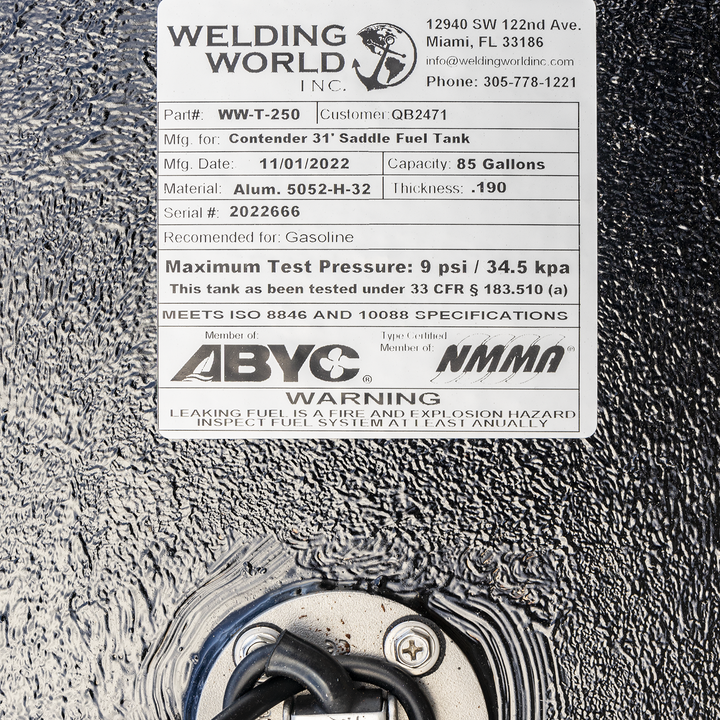 WELDING
WORLD
INC.
12940 SW 122nd Ave.
Miami, FL 33186
info@weldingworldinc.com
Phone: 305-778-1221
Part#: WW-T-250 Customer: QB2471
Mfg. for: Contender 31' Saddle Fuel Tank
Mfg. Date: 11/01/2022 Capacity: 85 Gallons
Material: Alum. 5052-H-32 Thickness: .190
Serial #: 2022666
Recomended for: Gasoline
Maximum Test Pressure: 9 psi / 34.5 kpa
This tank as been tested under 33 CFR § 183.510 (a)
MEETS ISO 8846 AND 10088 SPECIFICATIONS
Member of:
ABYC®
Type Certified
Member of:
NMMA®
WARNING
LEAKING FUEL IS A FIRE AND EXPLOSION HAZARD
INSPECT FUEL SYSTEM AT LEAST ANUALLY